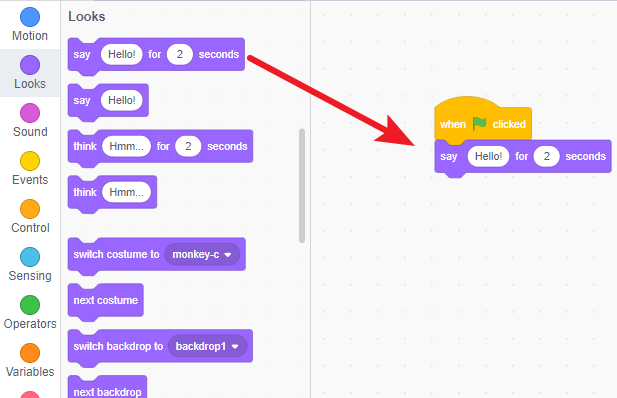 Motion
Looks
Sound
Events
Control
Sensing
Operators
Variables
Looks
say Hello! for 2 seconds
say Hello!
think Hmm... for 2 seconds
think Hmm...
switch costume to monkey-c
next costume
switch backdrop to backdrop1
next backdrop
when clicked
say Hello! for 2 seconds